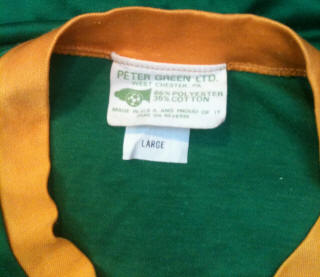 PETER GREEN LTD.
WEST CHESTER, PA
65% POLYESTER
35% COTTON
MADE IN U.S.A. AND PROUD OF IT
LARGE